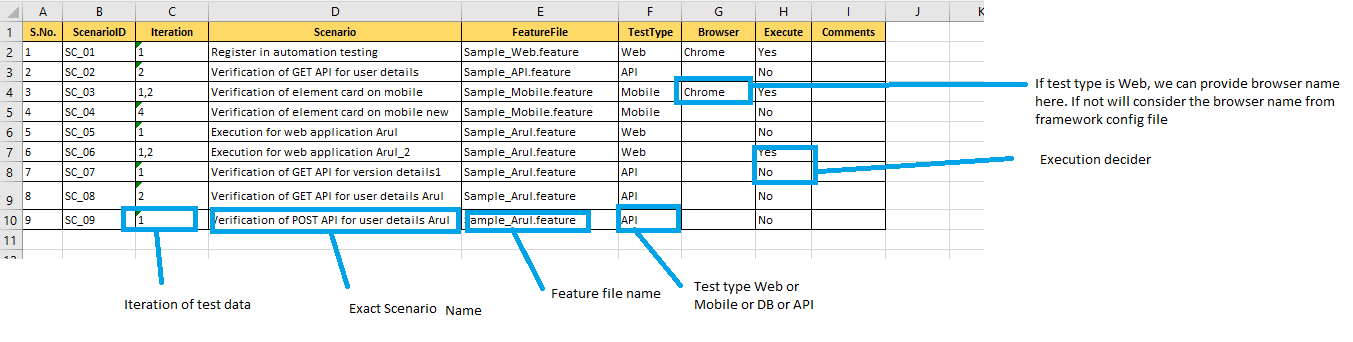 A B C D E F G H I J K
1 S.No. ScenarioID Iteration Scenario FeatureFile TestType Browser Execute Comments
2 1 SC_01 1 Register in automation testing Sample_Web.feature Web Chrome Yes
3 2 SC_02 2 Verification of GET API for user details Sample_API.feature API No
4 3 SC_03 1,2 Verification of element card on mobile Sample_Mobile.feature Mobile Chrome Yes
5 4 SC_04 4 Verification of element card on mobile new Sample_Mobile.feature Mobile No
6 5 SC_05 1 Execution for web application Arul Sample_Arul.feature Web No
7 6 SC_06 1,2 Execution for web application Arul_2 Sample_Arul.feature Web Yes
8 7 SC_07 1 Verification of GET API for version details1 Sample_Arul.feature API No
9 8 SC_08 2 Verification of GET API for user details Arul Sample_Arul.feature API No
10 9 SC_09 1 Verification of POST API for user details Arul Sample_Arul.feature API No
11
12
If test type is Web, we can provide browser name
here. If not will consider the browser name from
framework config file
Execution decider
Iteration of test data
Exact Scenario Name
Feature file name
Test type Web or
Mobile or DB or API